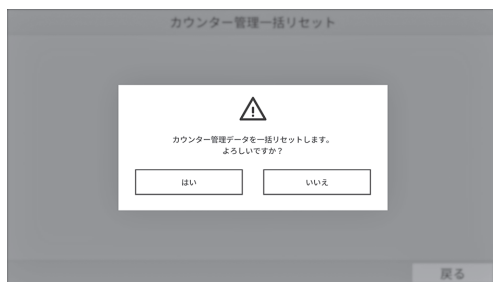 カウンター管理一括リセット
カウンター管理データを一括リセットします。
よろしいですか？
はい
いいえ
戻る